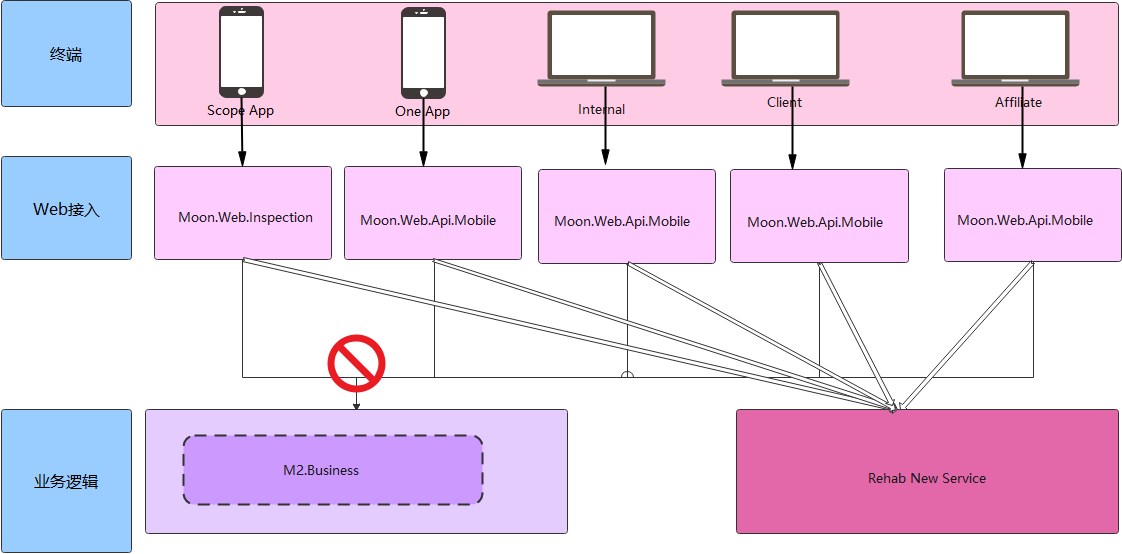 终端
Scope App
One App
Internal
Client
Affiliate
Web接入
Moon.Web.Inspection
Moon.Web.Api.Mobile
Moon.Web.Api.Mobile
Moon.Web.Api.Mobile
Moon.Web.Api.Mobile
业务逻辑
M2.Business
Rehab New Service